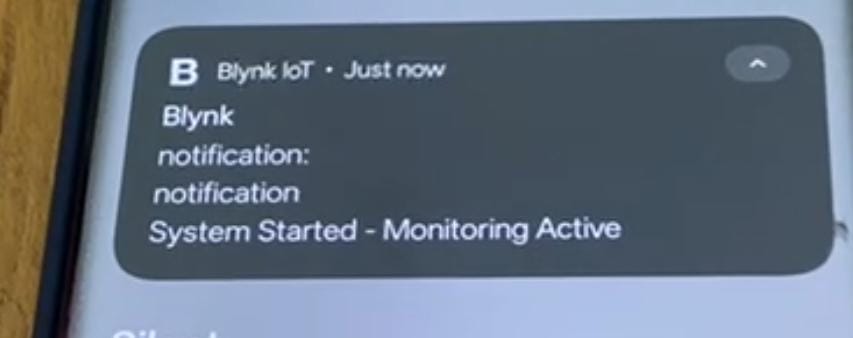 B Blynk IoT • Just now
Blynk
notification:
notification
System Started - Monitoring Active